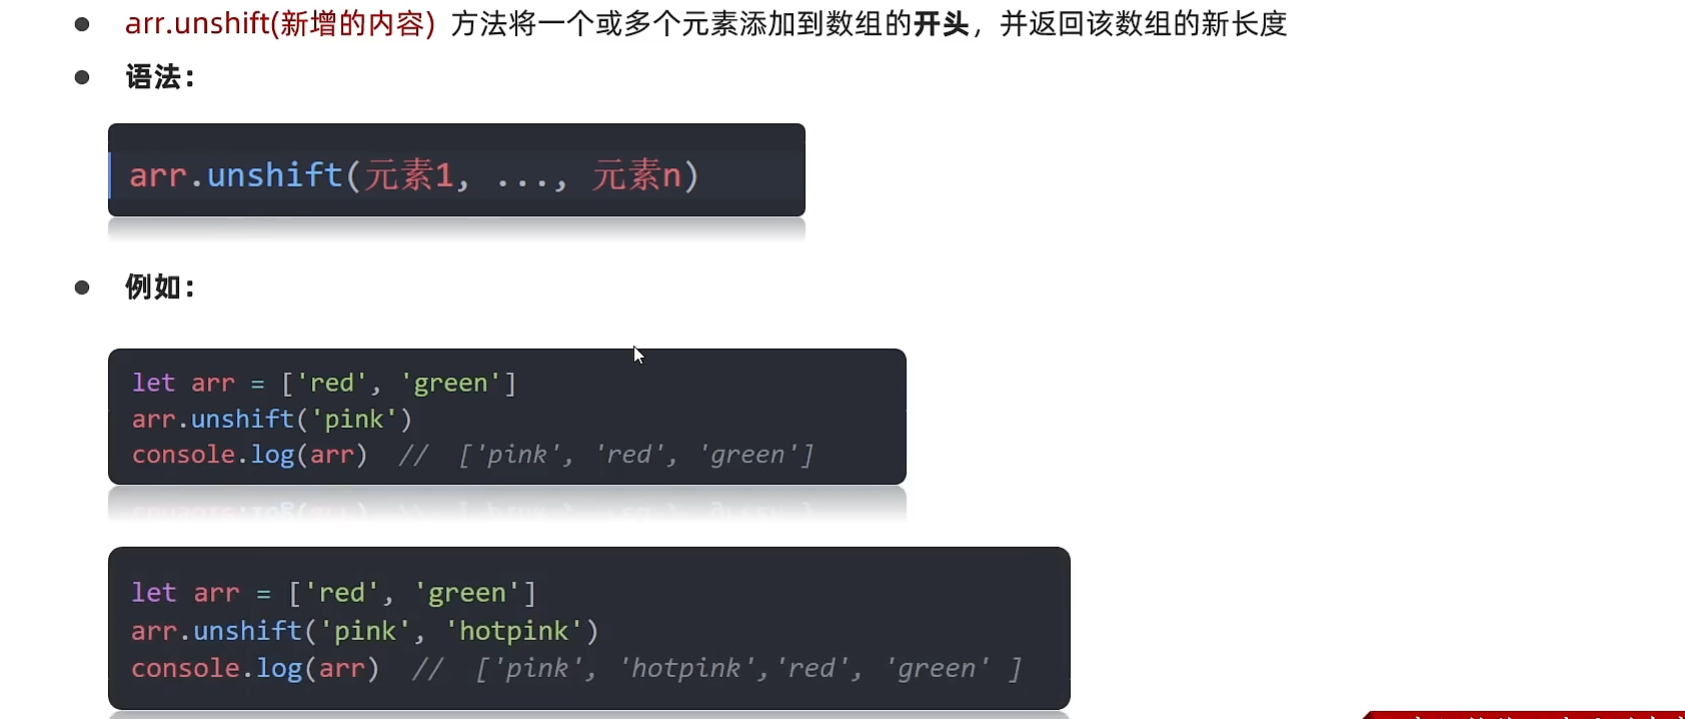 arr.unshift(新增的内容) 方法将一个或多个元素添加到数组的开头，并返回该数组的新长度
语法：
arr.unshift(元素1, ..., 元素n)
例如：
let arr = ['red', 'green']
arr.unshift('pink')
console.log(arr)  //  ['pink', 'red', 'green']
let arr = ['red', 'green']
arr.unshift('pink', 'hotpink')
console.log(arr)  //  ['pink', 'hotpink','red', 'green' ]